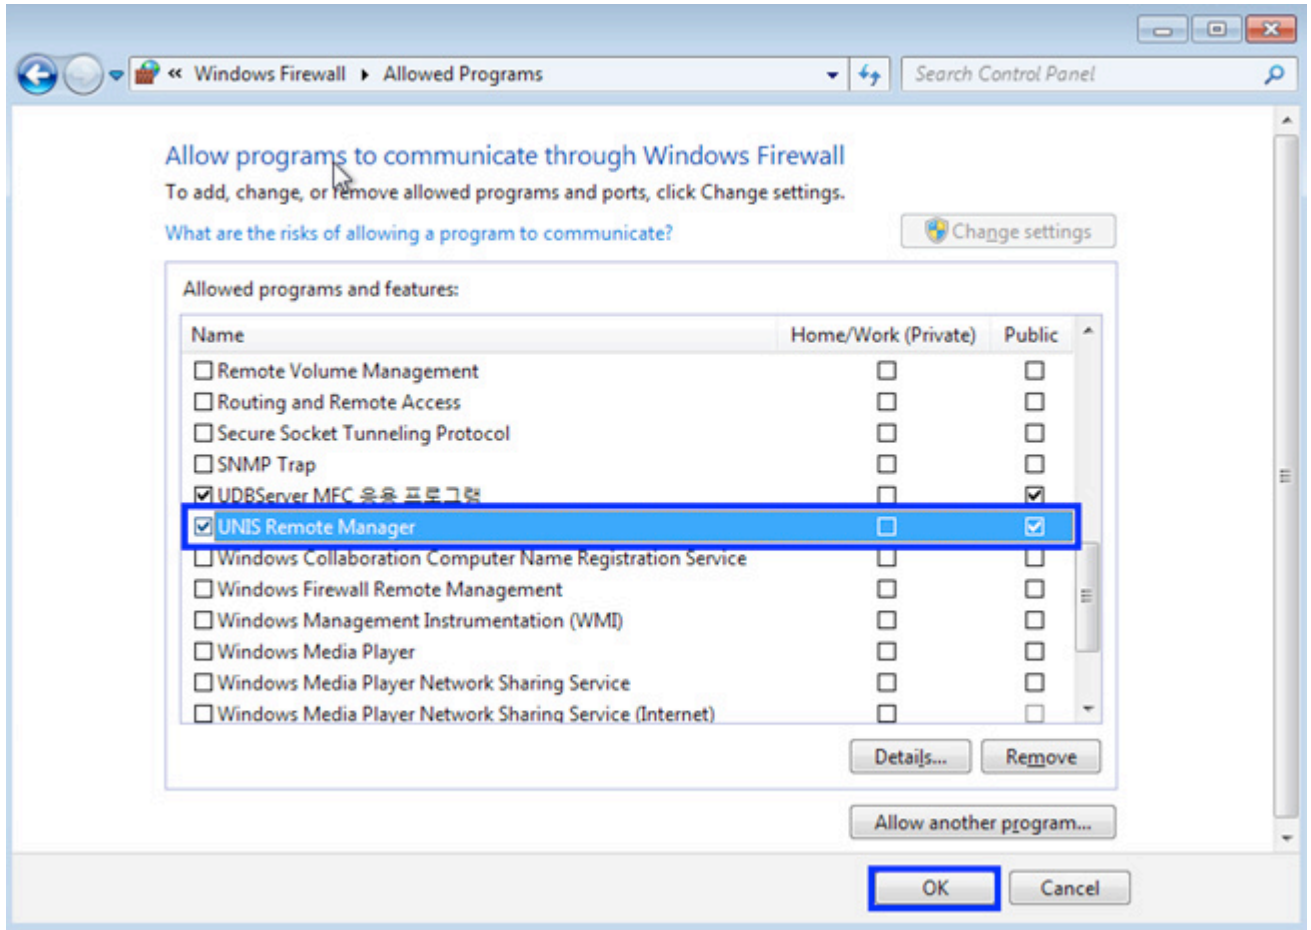 « Windows Firewall ▸ Allowed Programs
Search Control Panel
Allow programs to communicate through Windows Firewall
To add, change, or remove allowed programs and ports, click Change settings.
What are the risks of allowing a program to communicate?
Change settings
Allowed programs and features:
Name Home/Work (Private) Public
Remote Volume Management
Routing and Remote Access
Secure Socket Tunneling Protocol
SNMP Trap
UDBServer MFC 응용 프로그램
UNIS Remote Manager
Windows Collaboration Computer Name Registration Service
Windows Firewall Remote Management
Windows Management Instrumentation (WMI)
Windows Media Player
Windows Media Player Network Sharing Service
Windows Media Player Network Sharing Service (Internet)
Details... Remove
Allow another program...
OK Cancel